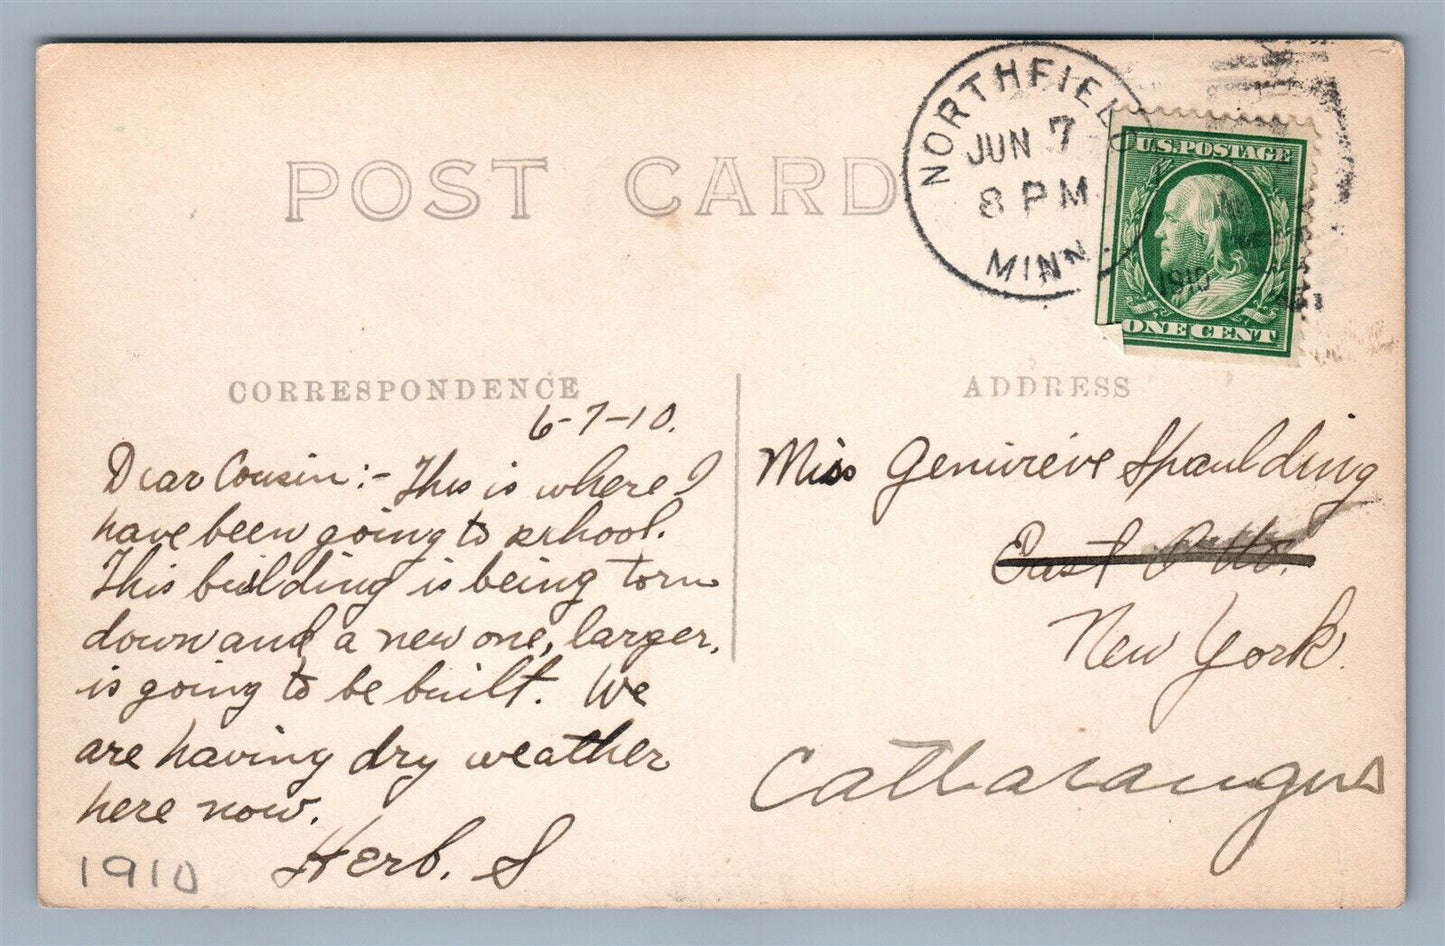 POST CARD
NORTHFIELD
JUN 7
8 PM
1910
MINN.
U.S. POSTAGE
ONE CENT
CORRESPONDENCE
6-7-10.
Dear Cousin:- This is where I
have been going to school.
This building is being torn
down and a new one, larger,
is going to be built. We
are having dry weather
here now.
Herb. S
1910
ADDRESS
Miss Genevieve Spaulding
East Otto.
New York.
Cattaraugus